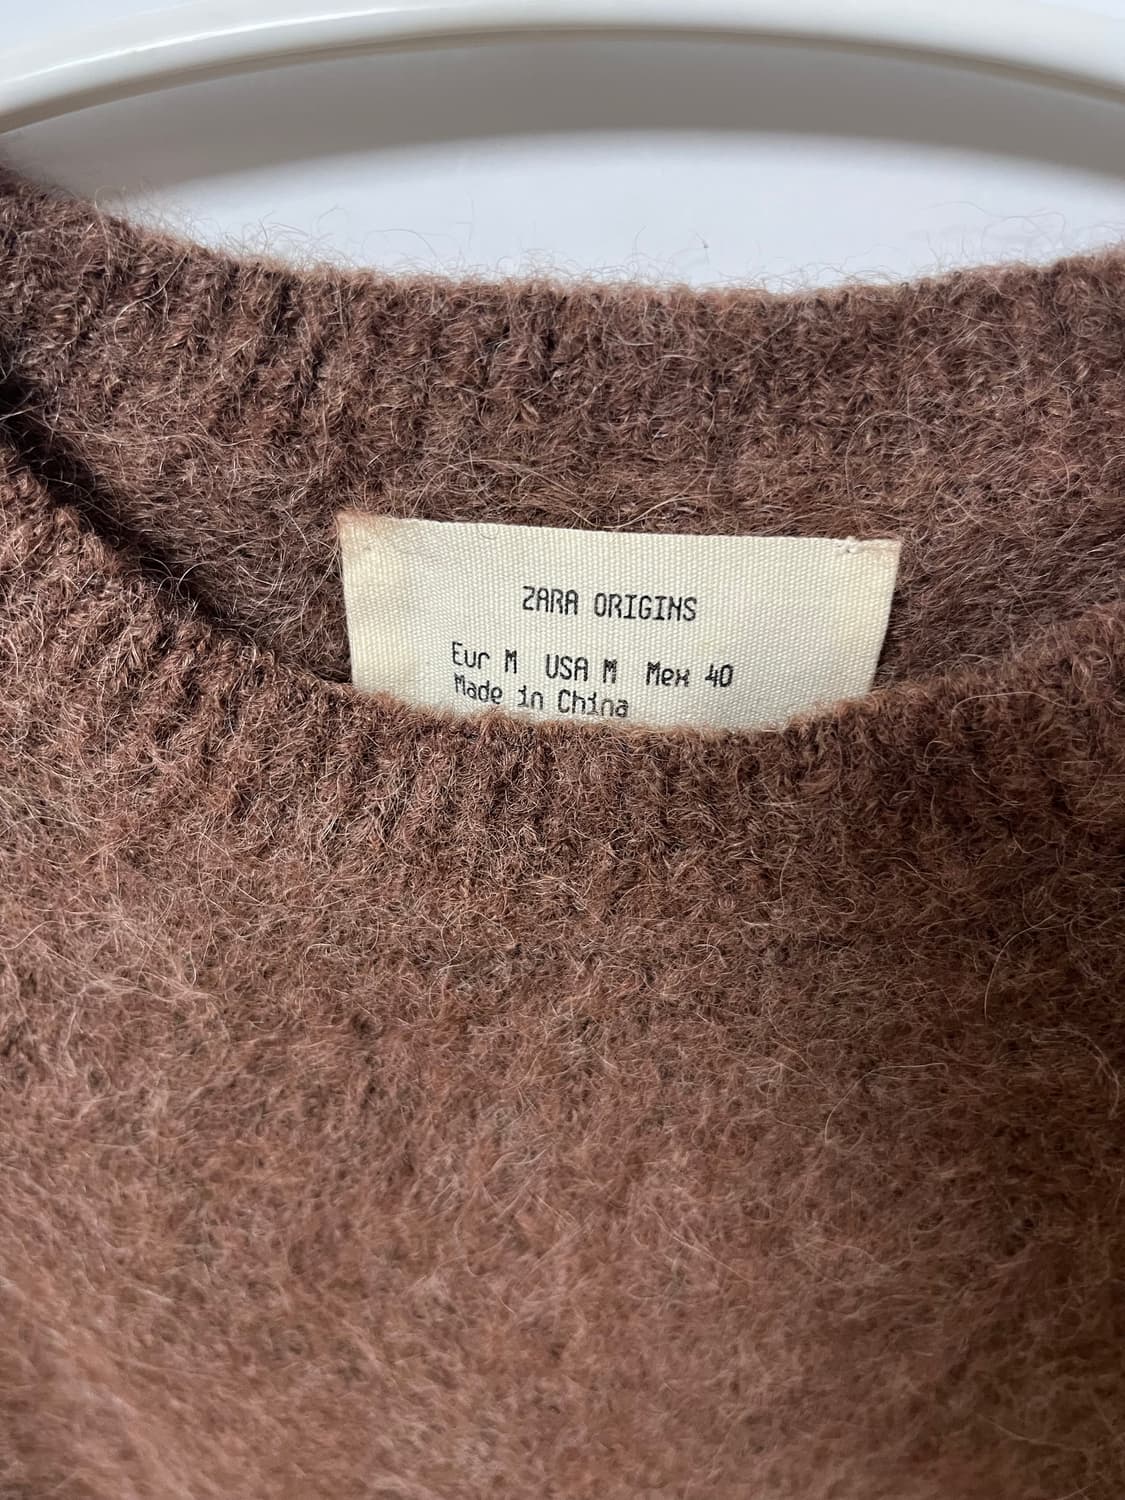 ZARA ORIGINS
Eur M USA M Mex 40
Made in China